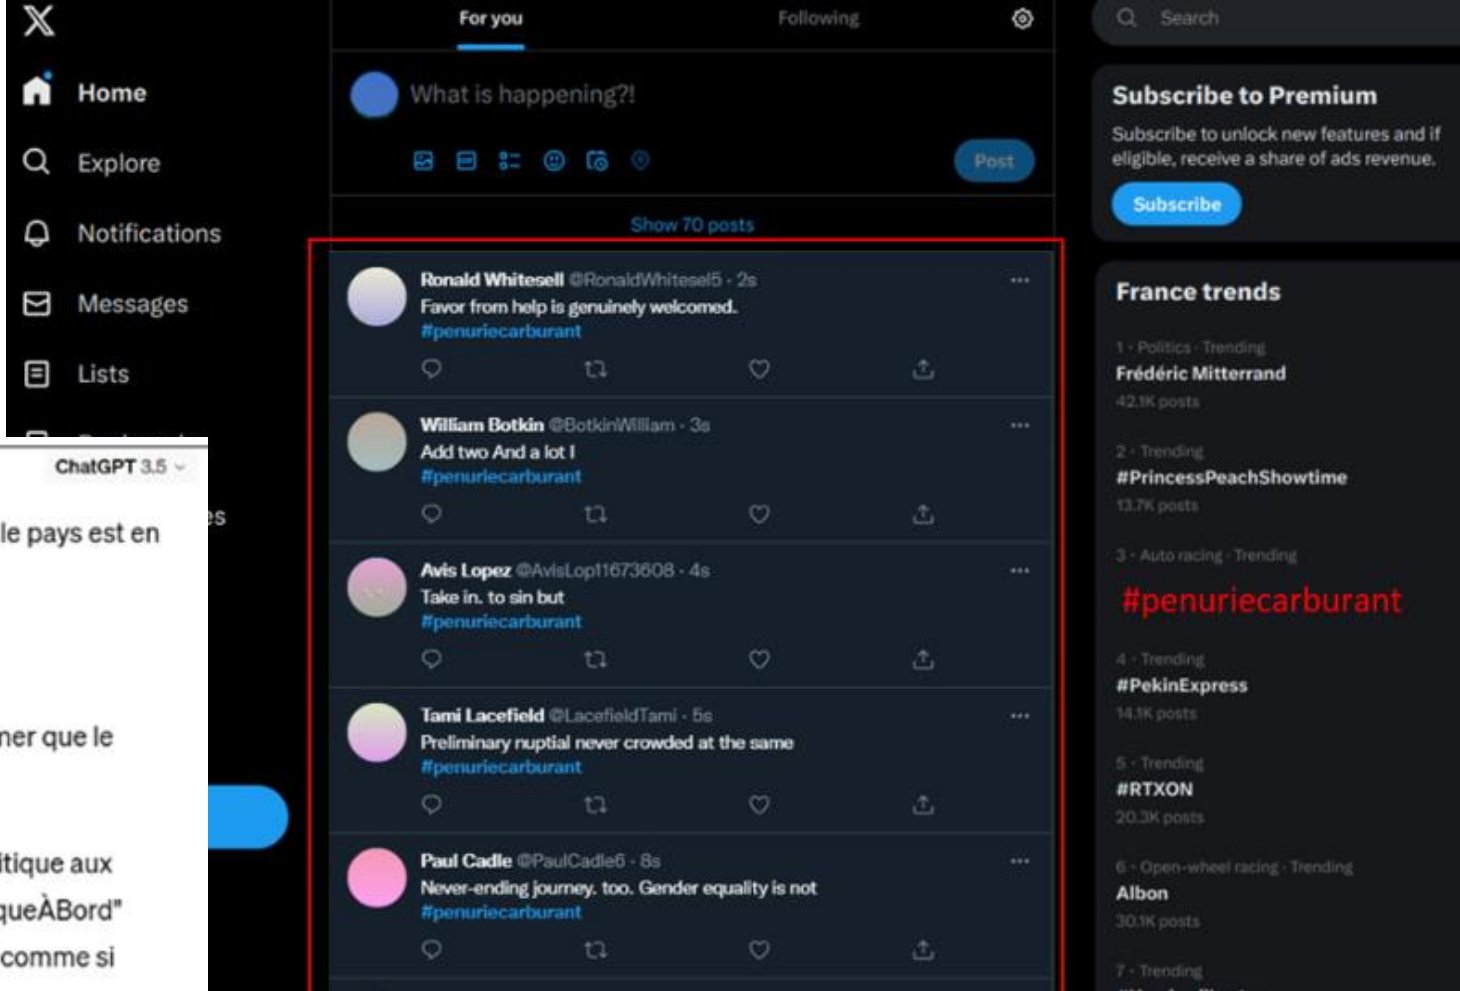 Home
Explore
Notifications
Messages
Lists
ChatGPT 3.5
le pays est en
es
ner que le
itique aux
queÀBord"
comme si
For you
Following
What is happening?!
Post
Show 70 posts
Ronald Whitesell @RonaldWhitesel5 · 2s
Favor from help is genuinely welcomed.
#penuriecarburant
William Botkin @BotkinWilliam · 3s
Add two And a lot I
#penuriecarburant
Avis Lopez @AvisLop11673608 · 4s
Take in. to sin but
#penuriecarburant
Tami Lacefield @LacefieldTami · 5s
Preliminary nuptial never crowded at the same
#penuriecarburant
Paul Cadle @PaulCadle6 · 8s
Never-ending journey. too. Gender equality is not
#penuriecarburant
Search
Subscribe to Premium
Subscribe to unlock new features and if
eligible, receive a share of ads revenue.
Subscribe
France trends
1 · Politics · Trending
Frédéric Mitterrand
42.1K posts
2 · Trending
#PrincessPeachShowtime
13.7K posts
3 · Auto racing · Trending
#penuriecarburant
4 · Trending
#PekinExpress
14.1K posts
5 · Trending
#RTXON
20.3K posts
6 · Open-wheel racing · Trending
Albon
30.1K posts
7 · Trending